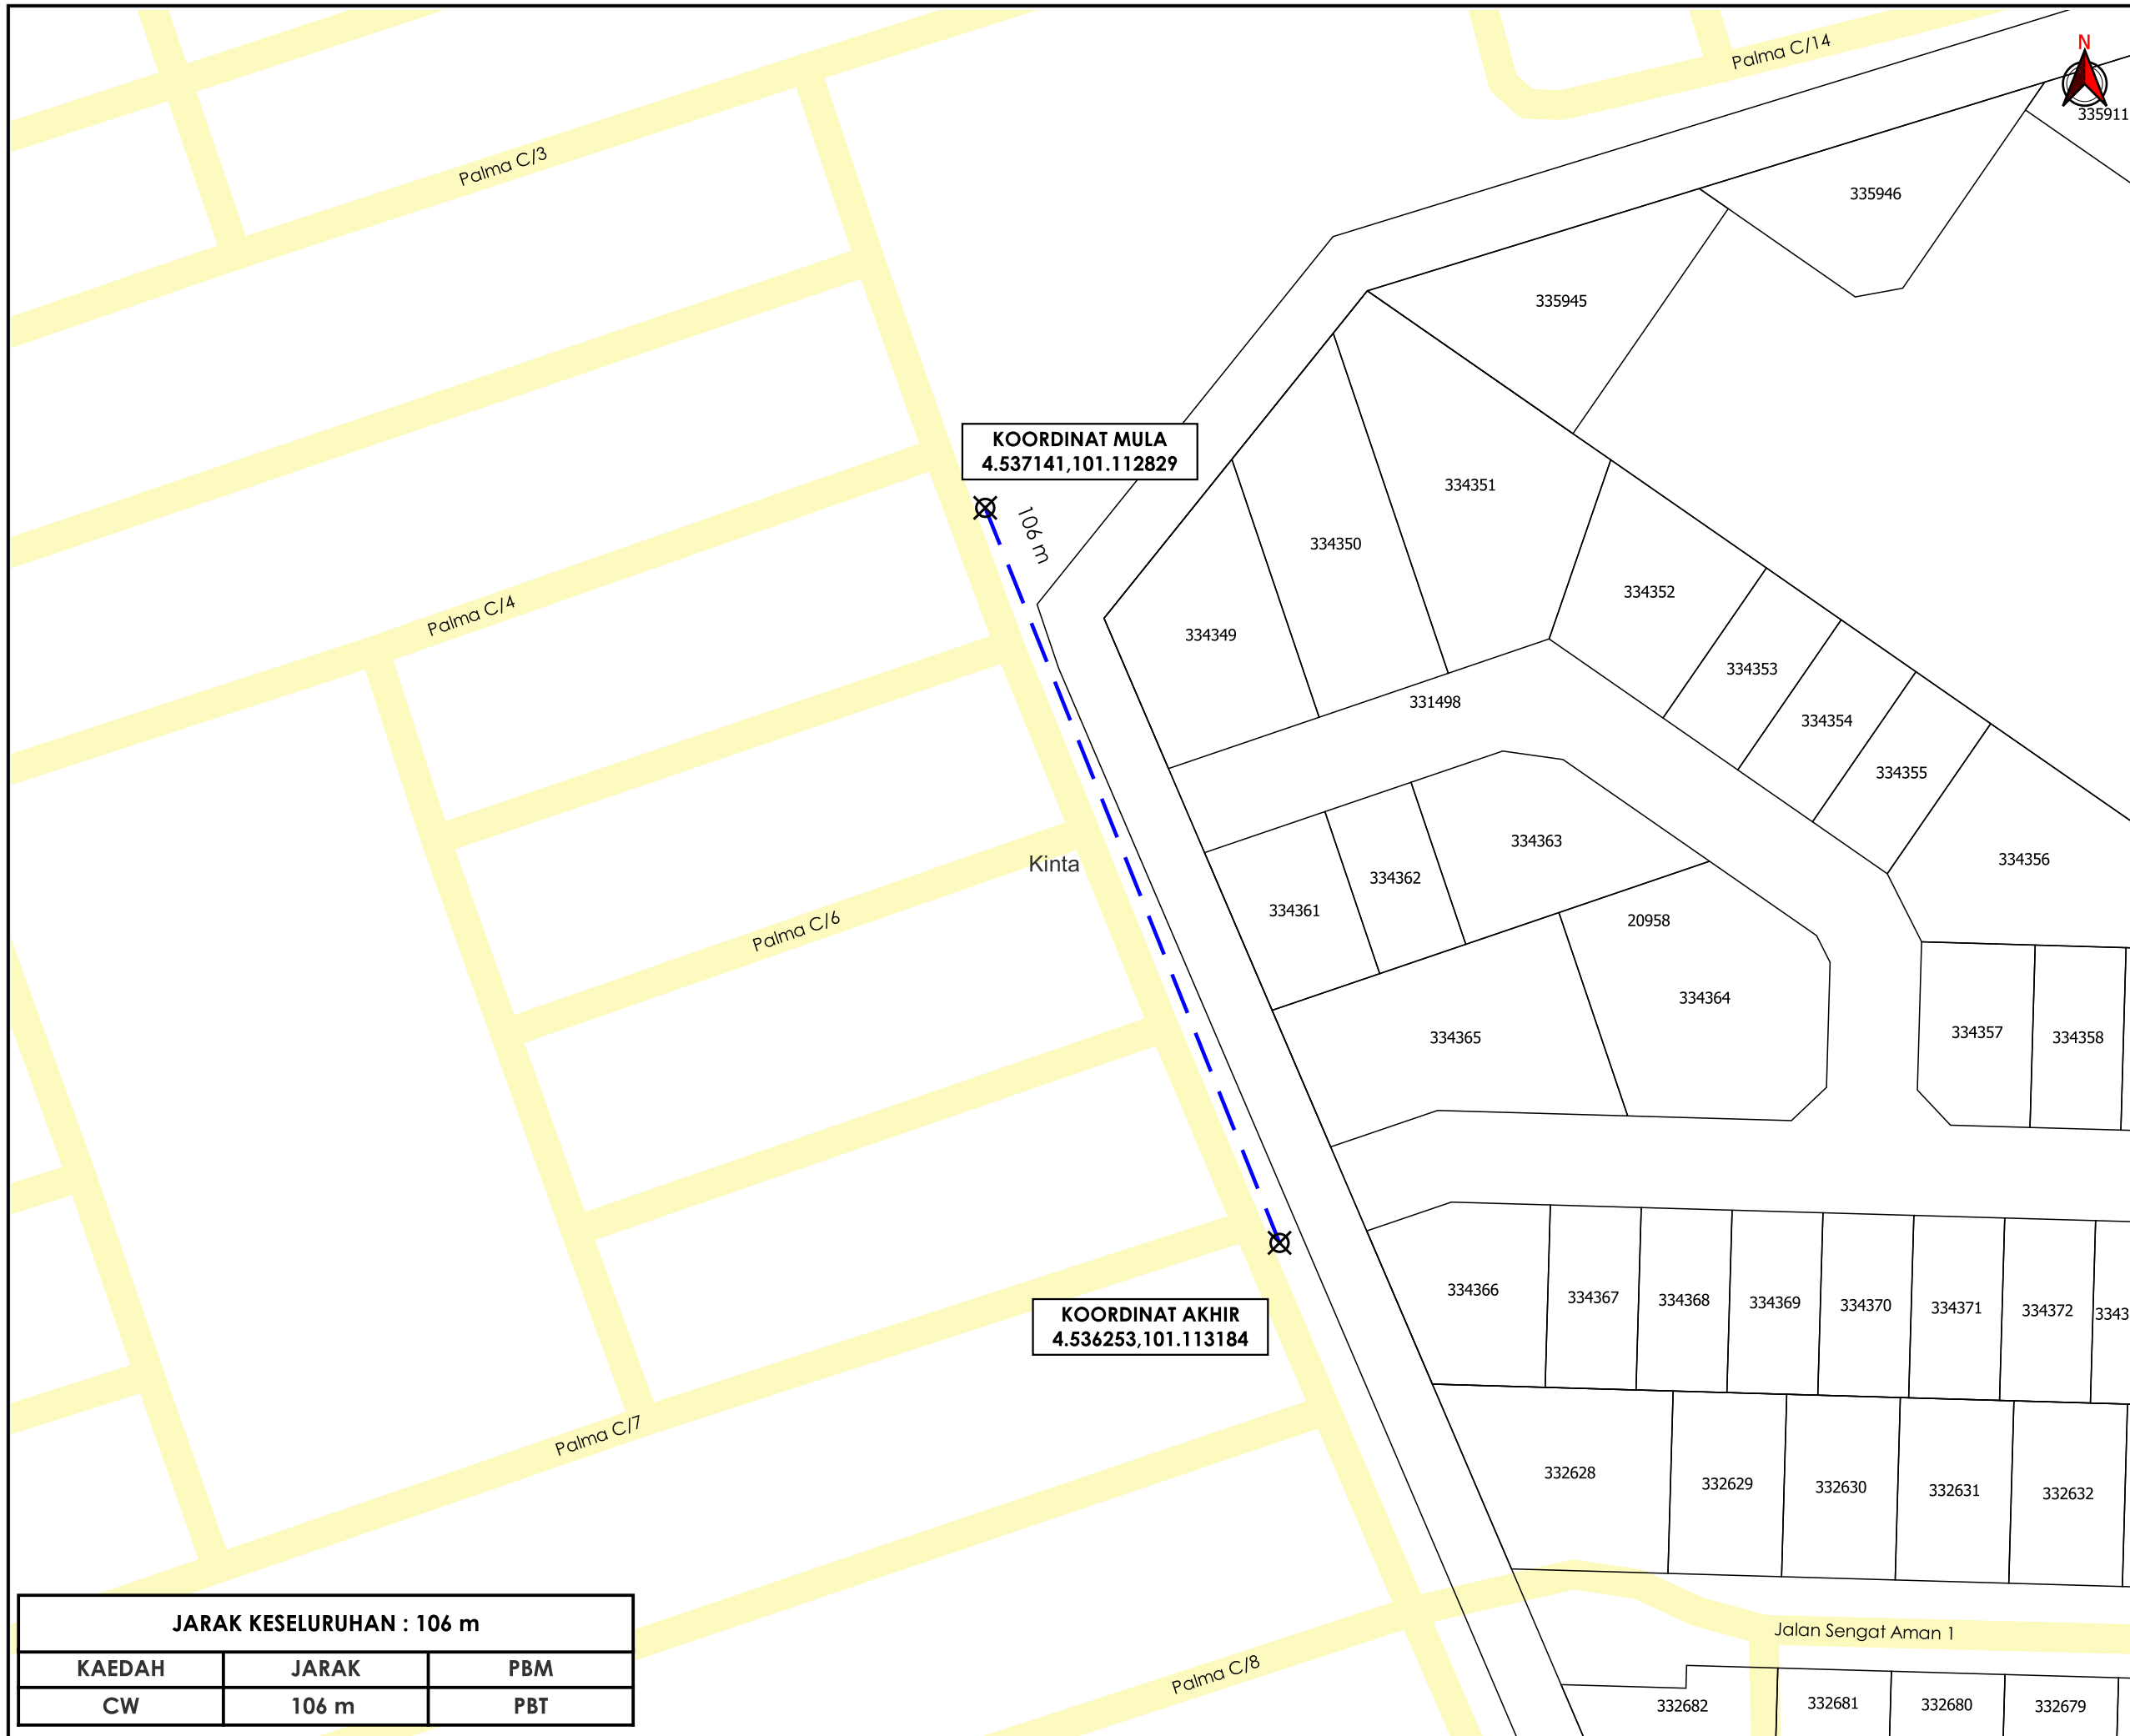 Palma C/14
N
335911
Palma C/3
335946
335945
KOORDINAT MULA
4.537141,101.112829
334351
106 m
334350
334352
Palma C/4
334349
334353
331498
334354
334355
334363
334356
Kinta
334362
334361
20958
Palma C/6
334364
334357
334358
334365
334366
334367
334368
334369
334370
334371
334372
3343
KOORDINAT AKHIR
4.536253,101.113184
Palma C/7
332628
332629
332630
332631
332632
JARAK KESELURUHAN : 106 m
KAEDAH JARAK PBM
CW 106 m PBT
Jalan Sengat Aman 1
Palma C/8
332682
332681
332680
332679